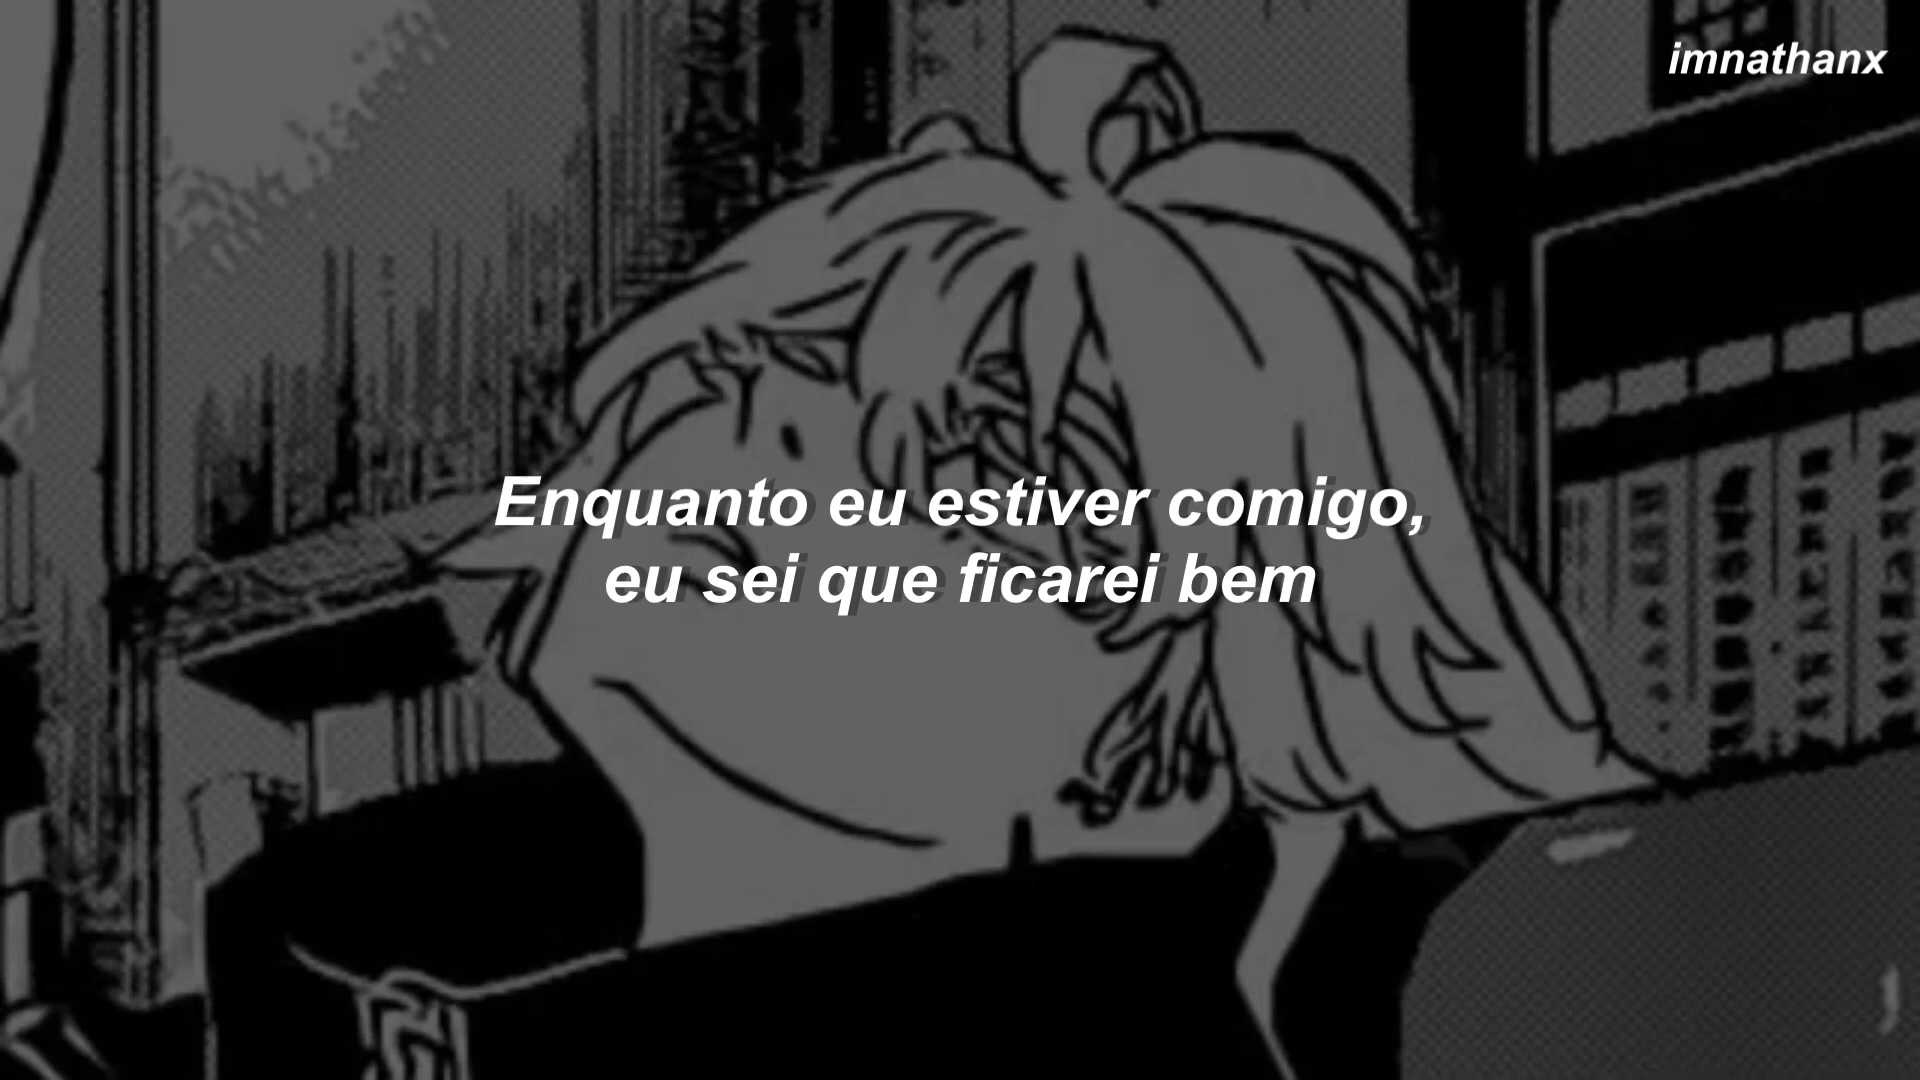 imnathanx
Enquanto eu estiver comigo,
eu sei que ficarei bem